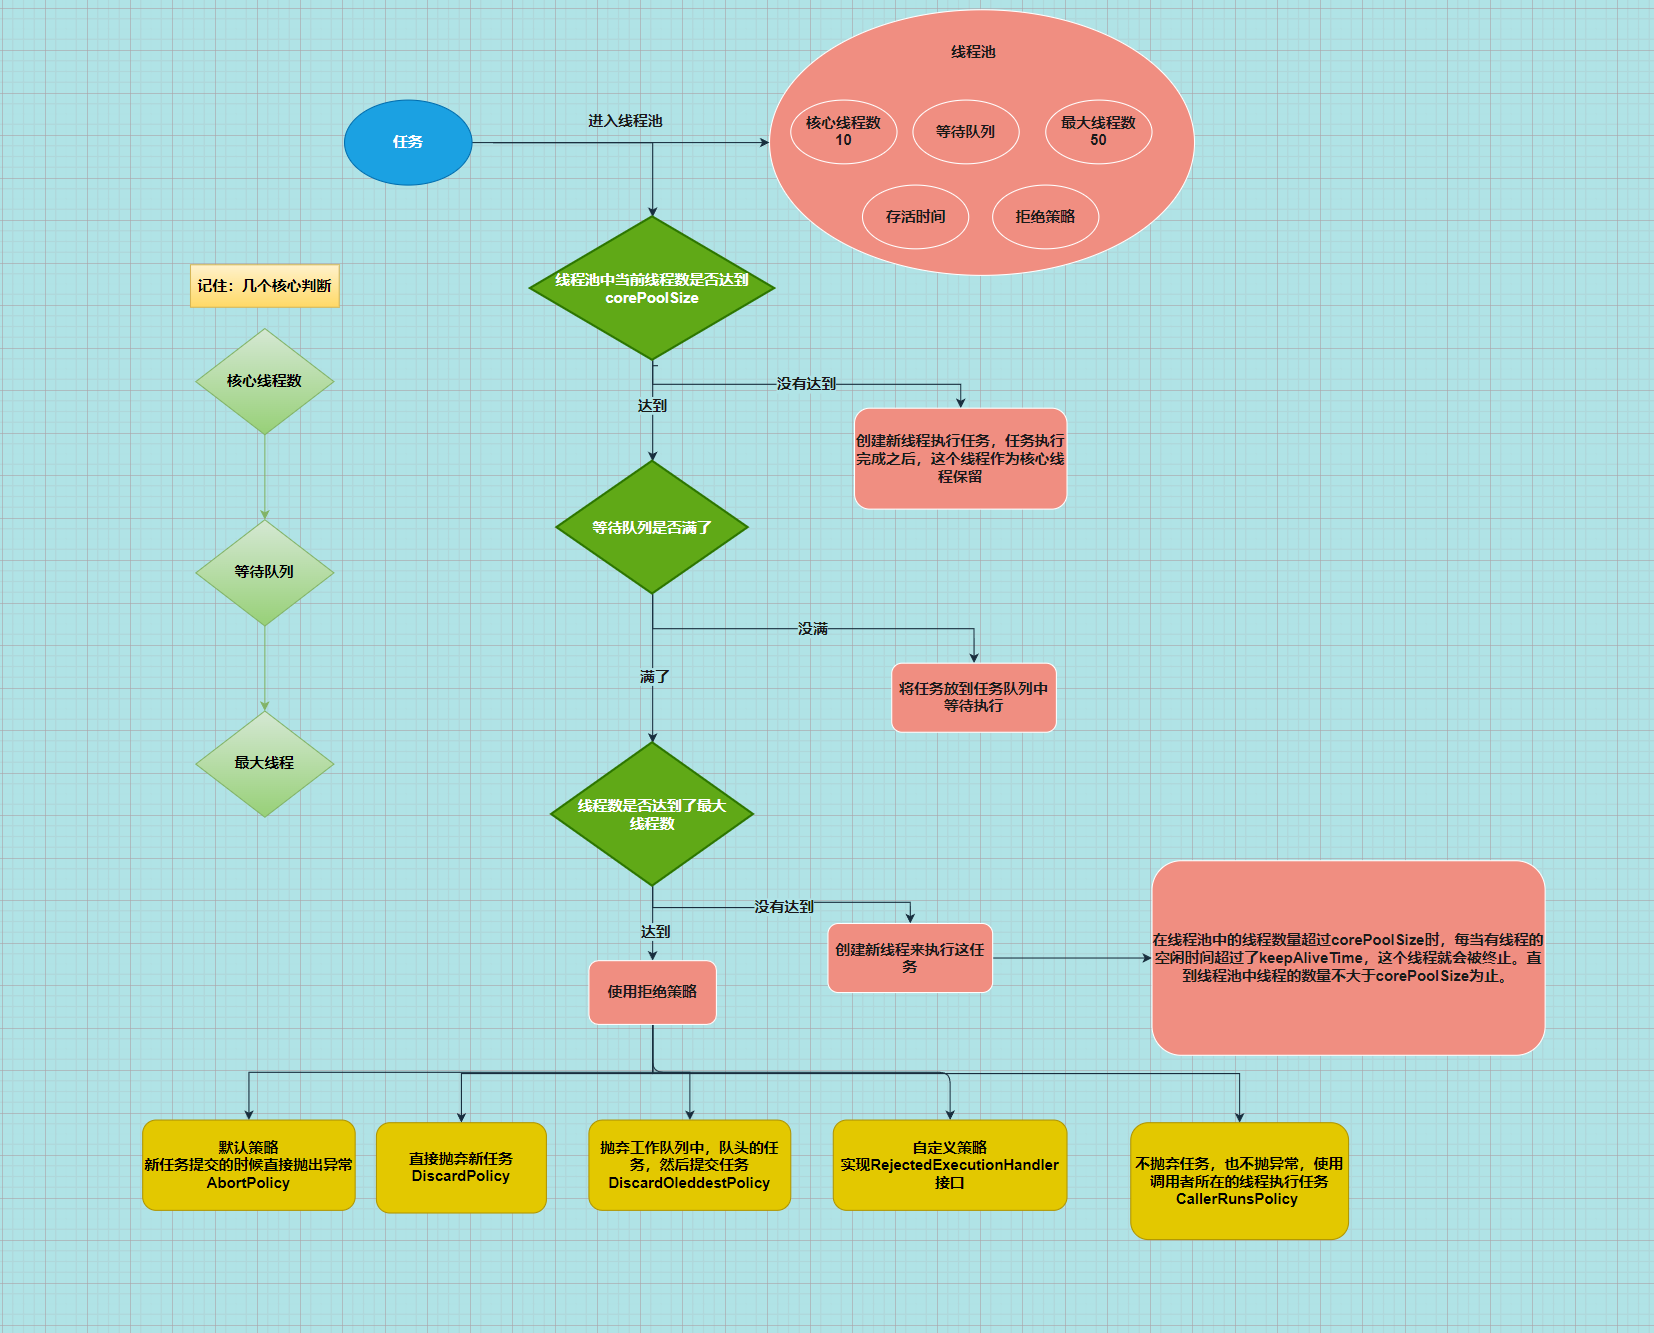 线程池
核心线程数
10
等待队列
最大线程数
50
存活时间
拒绝策略
任务
进入线程池
线程池中当前线程数是否达到
corePoolSize
记住：几个核心判断
核心线程数
等待队列
最大线程
没有达到
达到
创建新线程执行任务，任务执行
完成之后，这个线程作为核心线
程保留
等待队列是否满了
没满
满了
将任务放到任务队列中
等待执行
线程数是否达到了最大
线程数
没有达到
达到
创建新线程来执行这任
务
在线程池中的线程数量超过corePoolSize时，每当有线程的
空闲时间超过了keepAliveTime，这个线程就会被终止。直
到线程池中线程的数量不大于corePoolSize为止。
使用拒绝策略
默认策略
新任务提交的时候直接抛出异常
AbortPolicy
直接抛弃新任务
DiscardPolicy
抛弃工作队列中，队头的任
务，然后提交任务
DiscardOleddestPolicy
自定义策略
实现RejectedExecutionHandler
接口
不抛弃任务，也不抛异常，使用
调用者所在的线程执行任务
CallerRunsPolicy